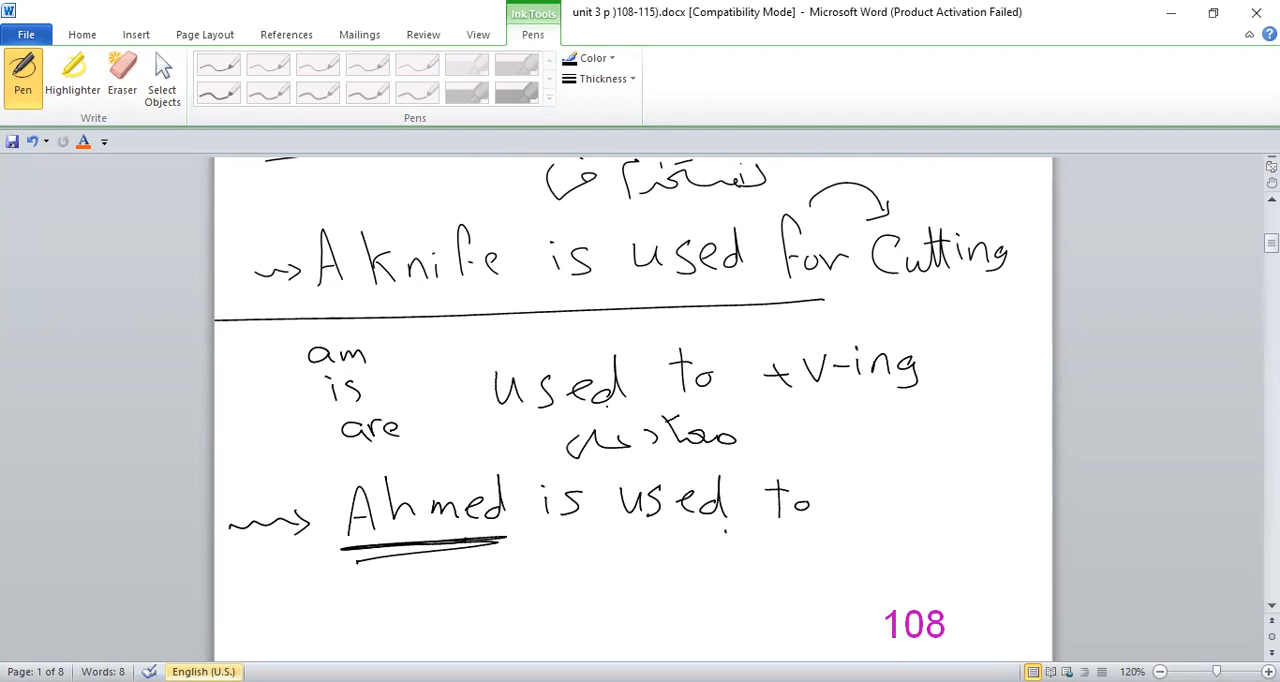 Ink Tools
unit 3 p )108-115).docx [Compatibility Mode] - Microsoft Word (Product Activation Failed)
File Home Insert Page Layout References Mailings Review View Pens
Pen Highlighter Eraser Select Objects
Color
Thickness
Write Pens
A knife is used for Cutting
am
is
are
used to +v-ing
Ahmed is used to
108
Page: 1 of 8 Words: 8 English (U.S.) 120%